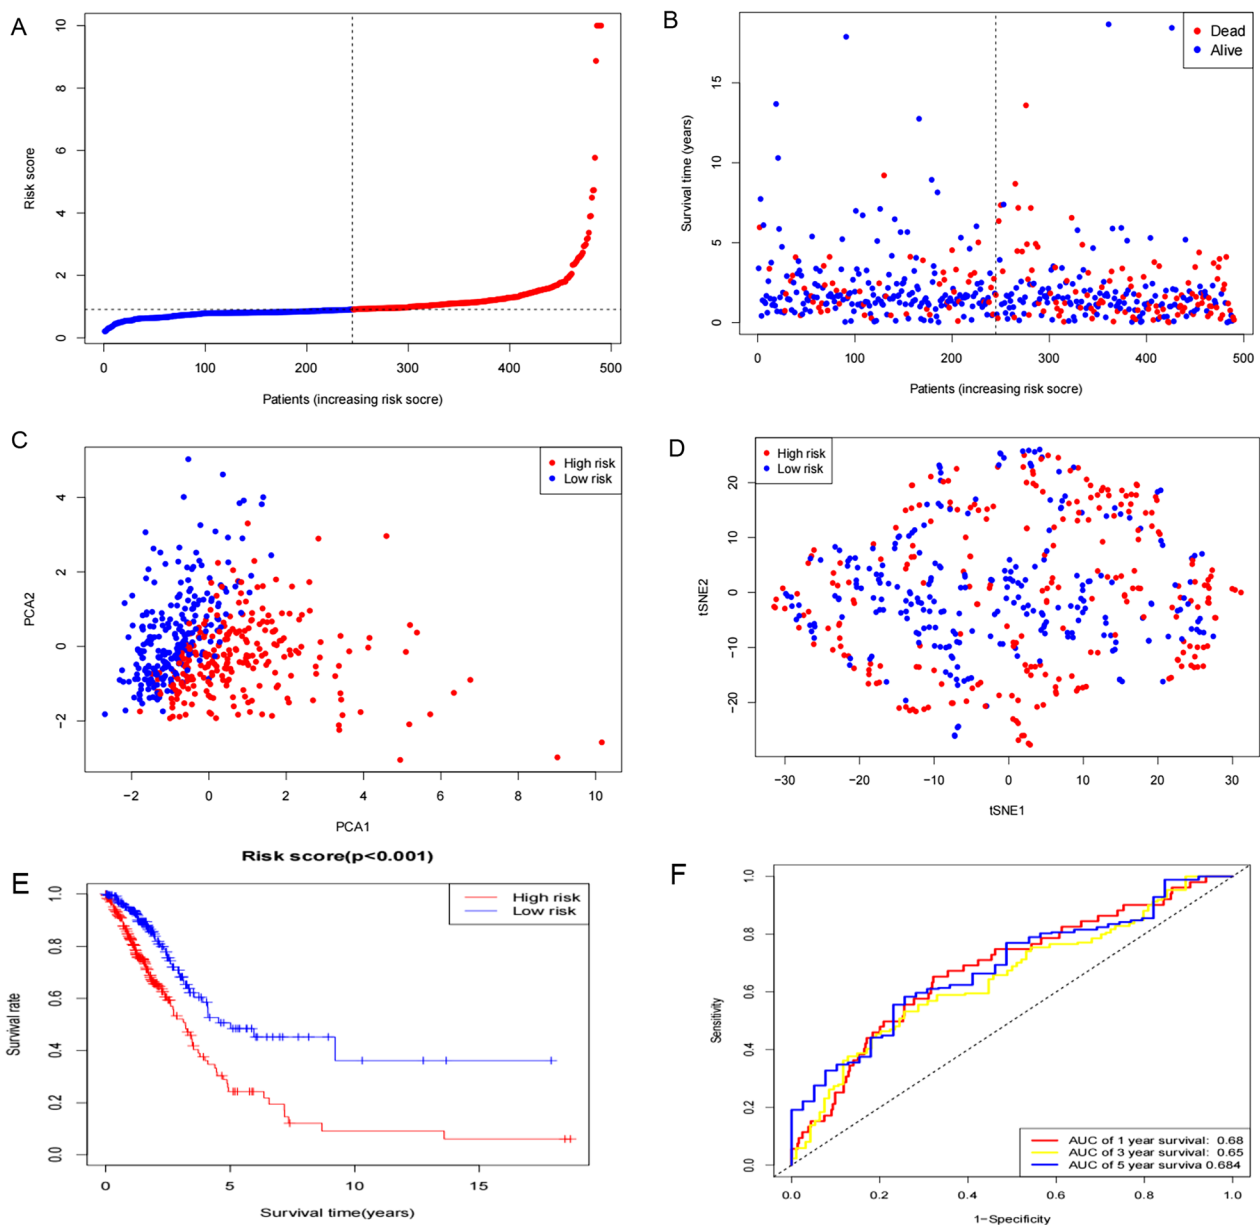 A
10
8
6
4
2
0
Risk score
0 100 200 300 400 500
Patients (increasing risk socre)
B
Dead
Alive
15
10
5
0
Survival time (years)
0 100 200 300 400 500
Patients (increasing risk socre)
C
High risk
Low risk
4
2
0
−2
PCA2
−2 0 2 4 6 8 10
PCA1
D
High risk
Low risk
20
10
0
−10
−20
tSNE2
−30 −20 −10 0 10 20 30
tSNE1
Risk score(p<0.001)
E
High risk
Low risk
1.0
0.8
0.6
0.4
0.2
0.0
Survival rate
0 5 10 15
Survival time(years)
F
1.0
0.8
0.6
0.4
0.2
0.0
Sensitivity
AUC of 1 year survival: 0.68
AUC of 3 year survival: 0.65
AUC of 5 year surviva 0.684
0.0 0.2 0.4 0.6 0.8 1.0
1−Specificity